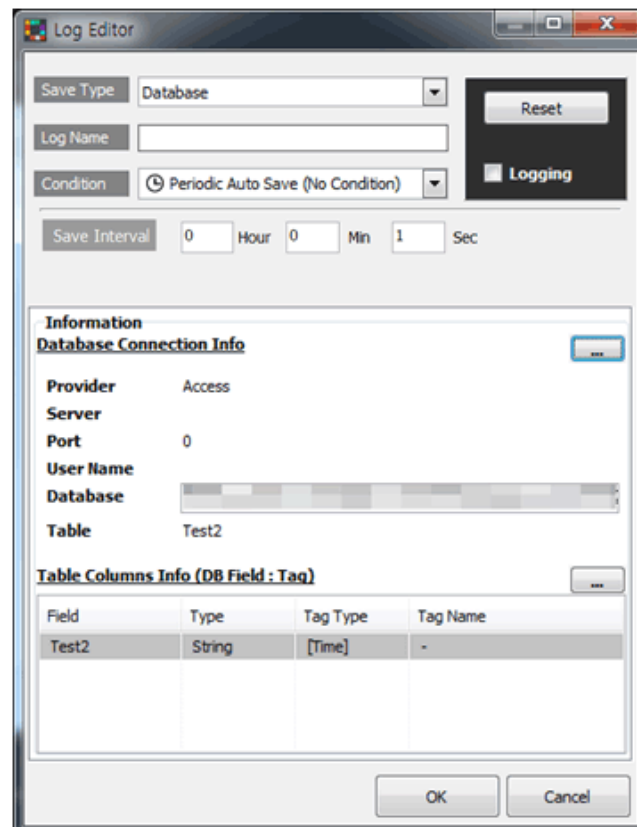 Log Editor
Save Type Database
Reset
Log Name
Condition Periodic Auto Save (No Condition)
Logging
Save Interval 0 Hour 0 Min 1 Sec
Information
Database Connection Info ...
Provider Access
Server
Port 0
User Name
Database
Table Test2
Table Columns Info (DB Field : Tag) ...
Field Type Tag Type Tag Name
Test2 String [Time] -
OK Cancel